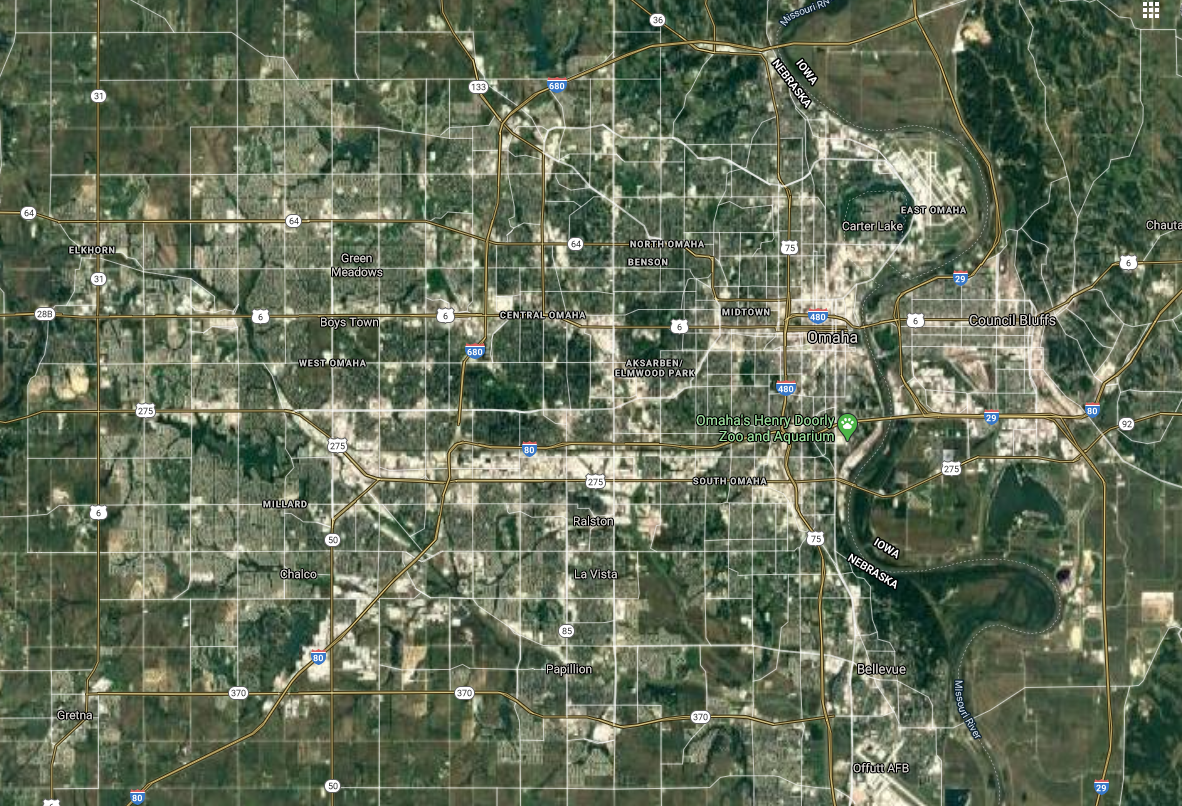 Missouri RN
36
IOWA
NEBRASKA
133
680
31
64
64
EAST OMAHA
Carter Lake
Chauta
ELKHORN
Green
Meadows
64
NORTH OMAHA
BENSON
75
6
31
29
28B
6
6
CENTRAL OMAHA
MIDTOWN
480
6
Council Bluffs
Boys Town
6
Omaha
680
WEST OMAHA
AKSARBEN/
ELMWOOD PARK
480
275
80
29
92
Omaha's Henry Doorly
Zoo and Aquarium
275
80
275
275
SOUTH OMAHA
MILLARD
6
Ralston
50
75
IOWA
NEBRASKA
Chalco
La Vista
85
80
Papillion
Bellevue
370
370
Missouri River
Gretna
370
Offutt AFB
50
80
29
6